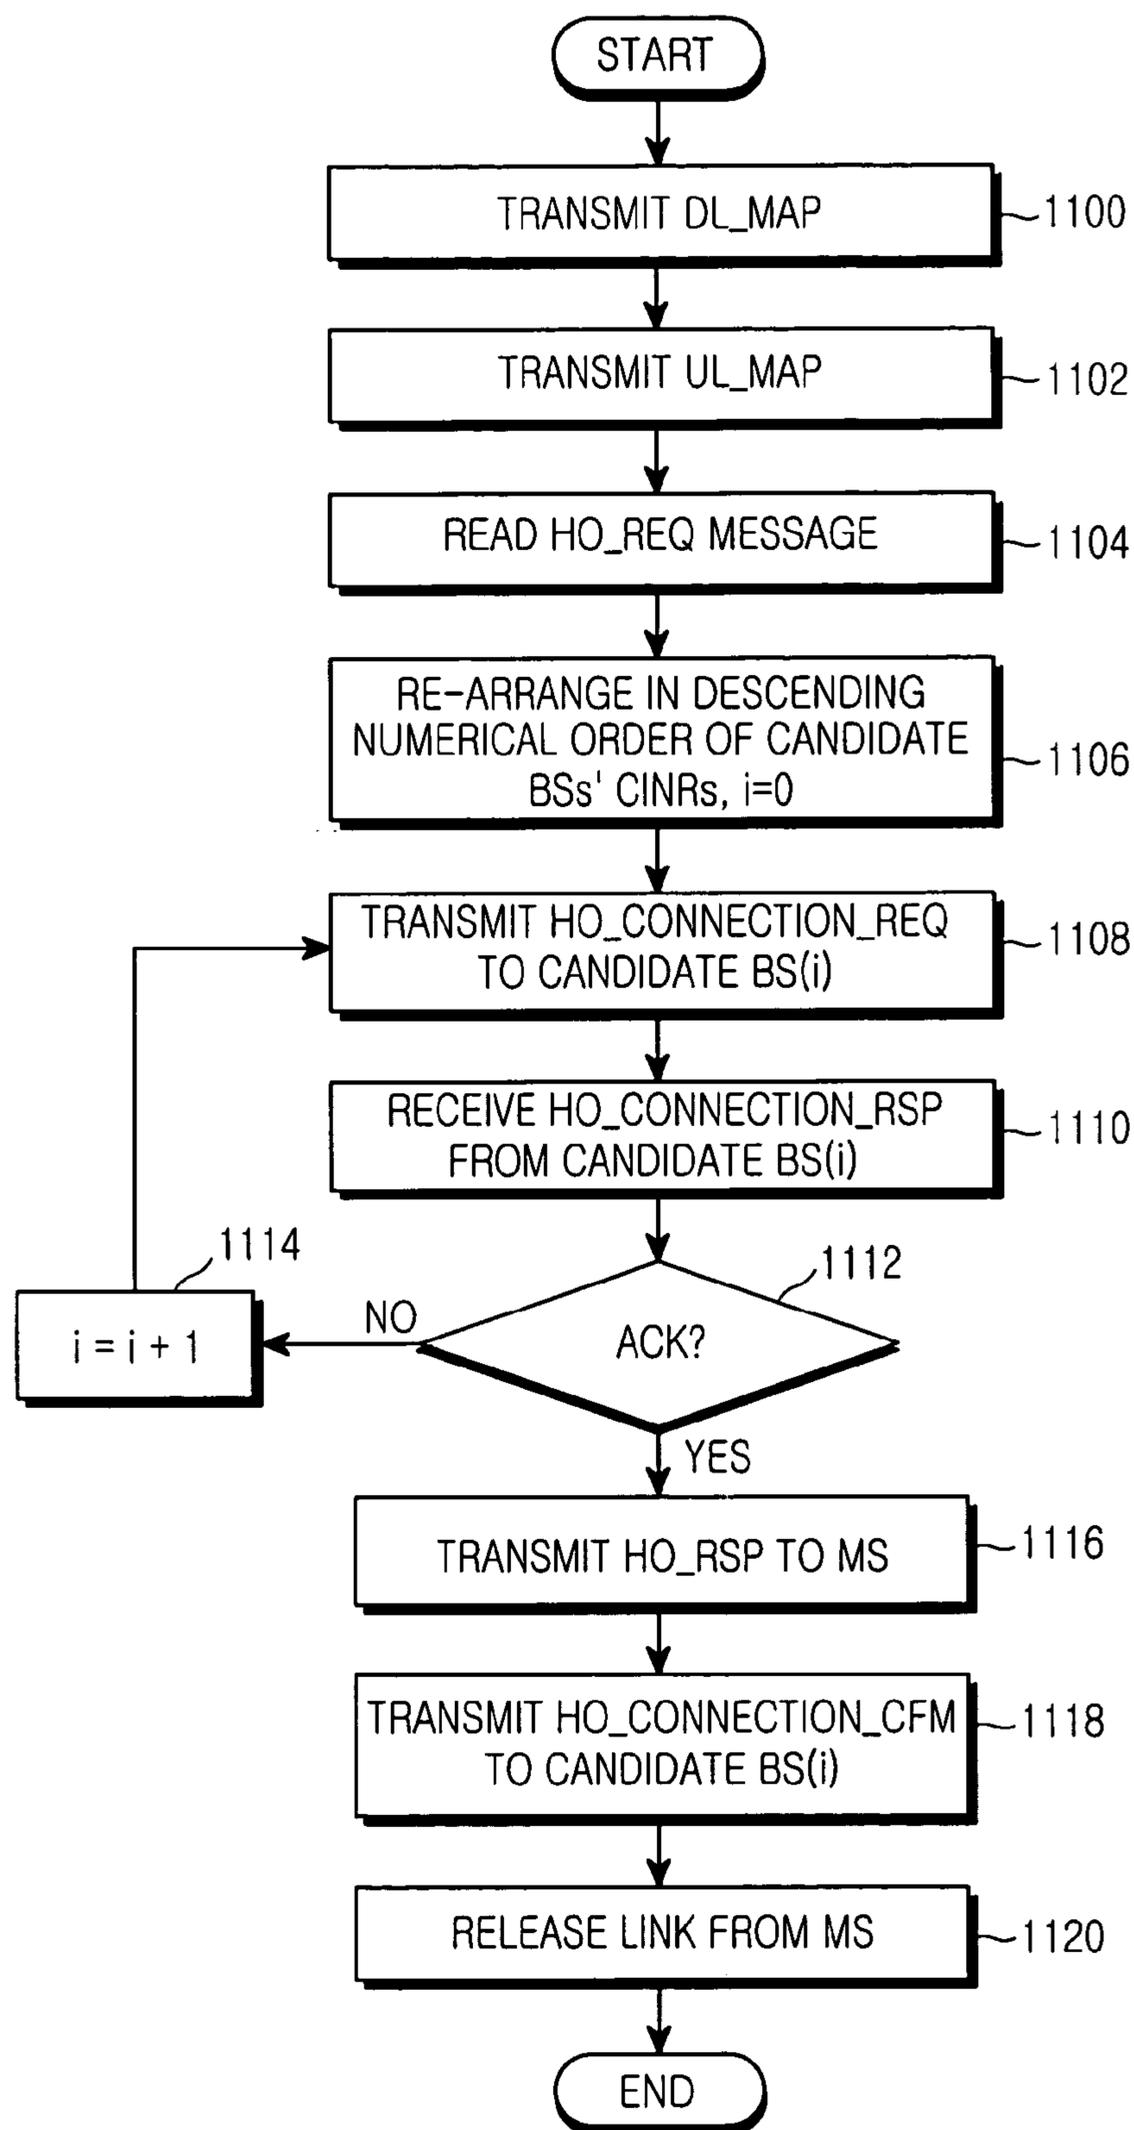 START
TRANSMIT DL_MAP
1100
TRANSMIT UL_MAP
1102
READ HO_REQ MESSAGE
1104
RE-ARRANGE IN DESCENDING
NUMERICAL ORDER OF CANDIDATE
BSs' CINRs, i=0
1106
TRANSMIT HO_CONNECTION_REQ
TO CANDIDATE BS(i)
1108
RECEIVE HO_CONNECTION_RSP
FROM CANDIDATE BS(i)
1110
1114
i = i + 1
NO
1112
ACK?
YES
TRANSMIT HO_RSP TO MS
1116
TRANSMIT HO_CONNECTION_CFM
TO CANDIDATE BS(i)
1118
RELEASE LINK FROM MS
1120
END